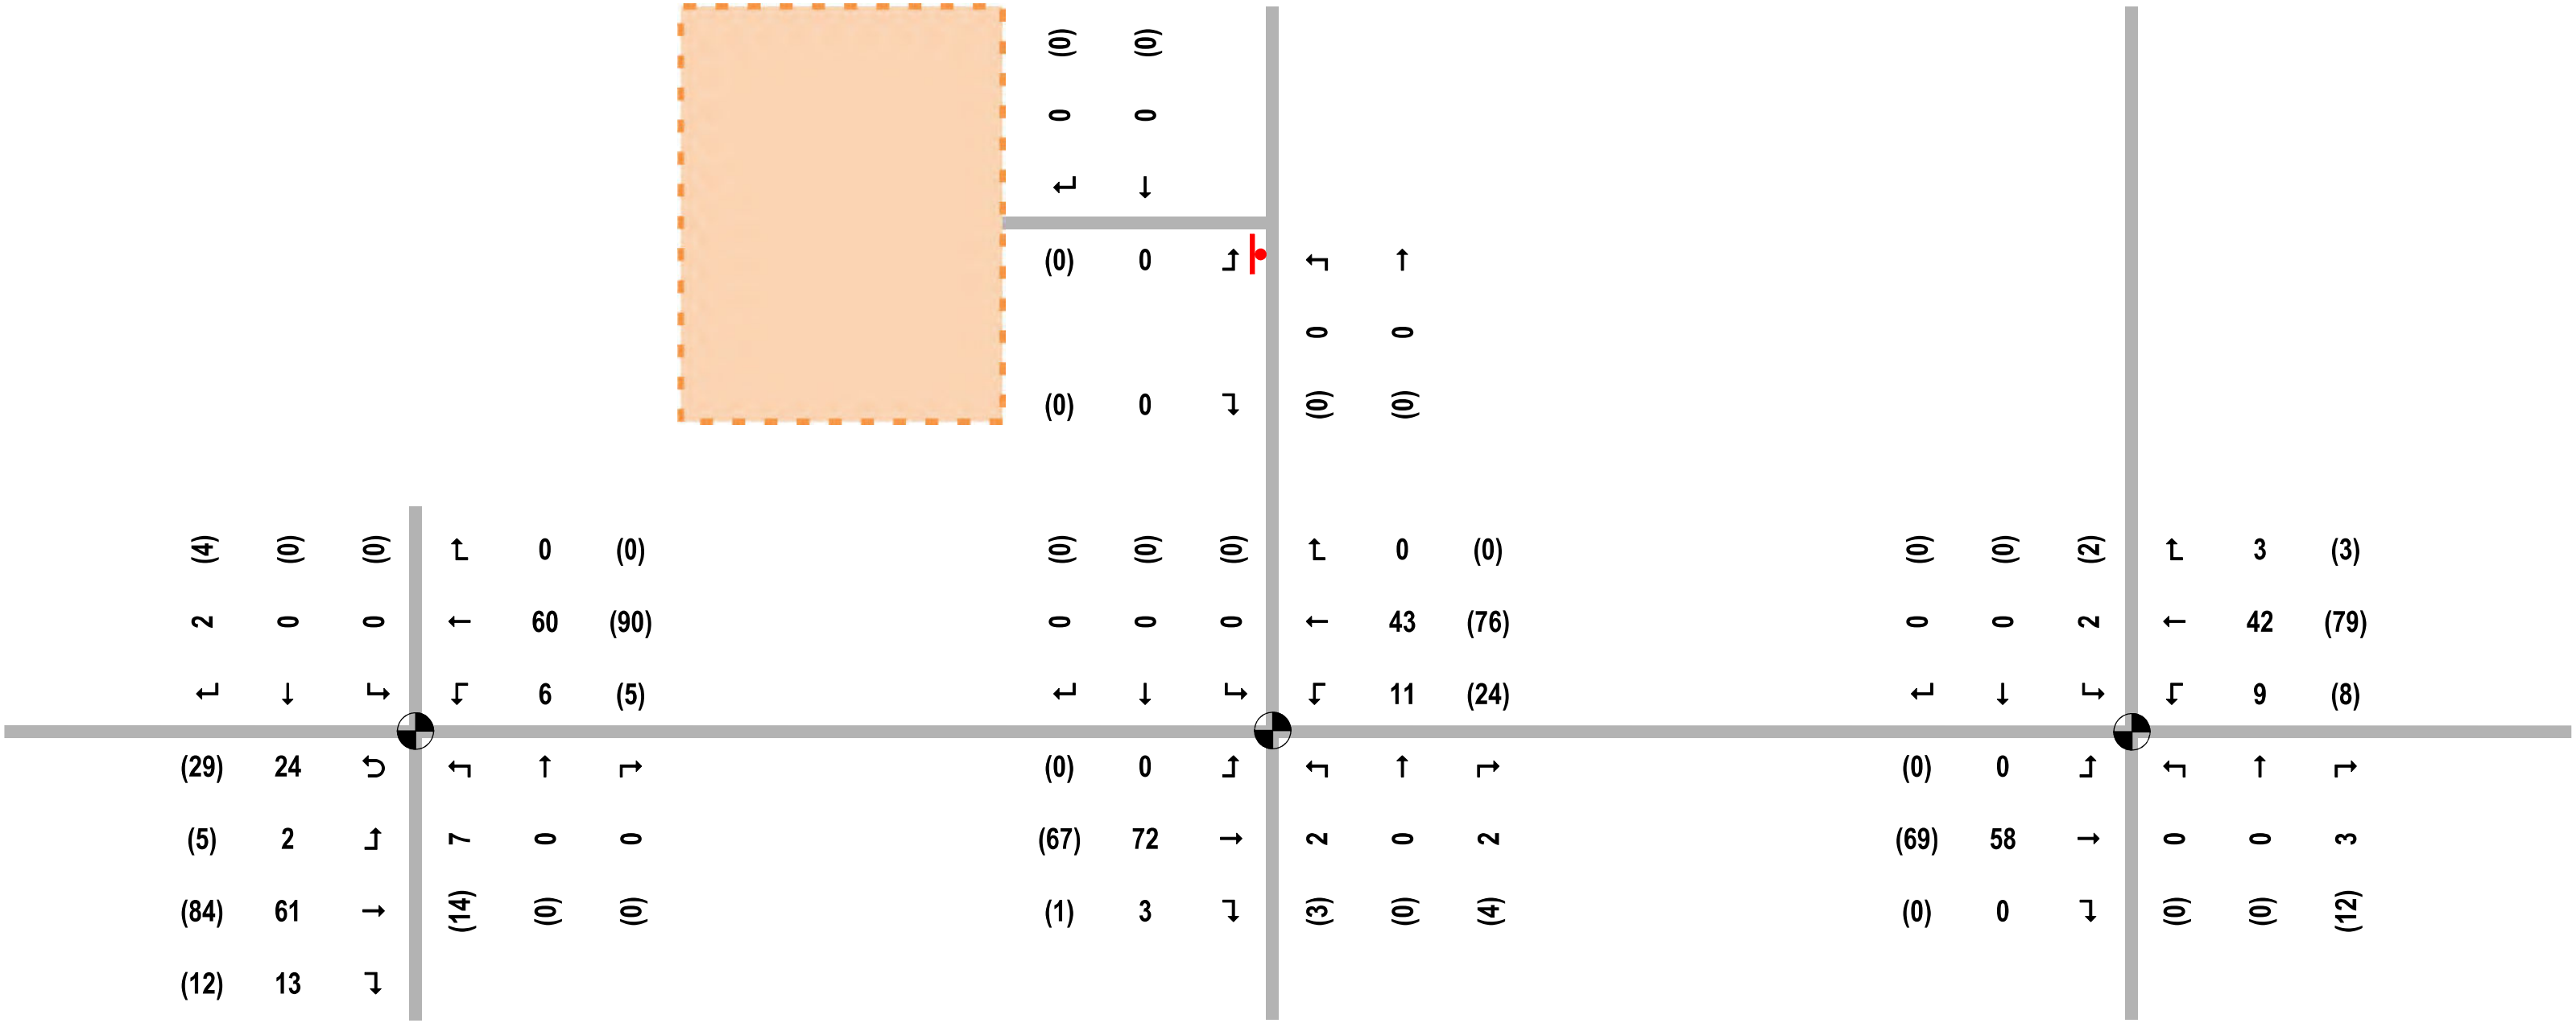 (0) (0)
0 0
↵ ↓
(0) 0 ⮥ ↰ ↑
0 0
(0) 0 ⮧ (0) (0)
(4) (0) (0) ↱ 0 (0)
2 0 0 ← 60 (90)
↵ ↓ ↳ ↙ 6 (5)
(29) 24 ⮌ ↰ ↑ ↱
(5) 2 ⮥ 7 0 0
(84) 61 → (14) (0) (0)
(12) 13 ⮧
(0) (0) (0) ↱ 0 (0)
0 0 0 ← 43 (76)
↵ ↓ ↳ ↙ 11 (24)
(0) 0 ⮥ ↰ ↑ ↱
(67) 72 → 2 0 2
(1) 3 ⮧ (3) (0) (4)
(0) (0) (2) ↱ 3 (3)
0 0 2 ← 42 (79)
↵ ↓ ↳ ↙ 9 (8)
(0) 0 ⮥ ↰ ↑ ↱
(69) 58 → 0 0 3
(0) 0 ⮧ (0) (0) (12)